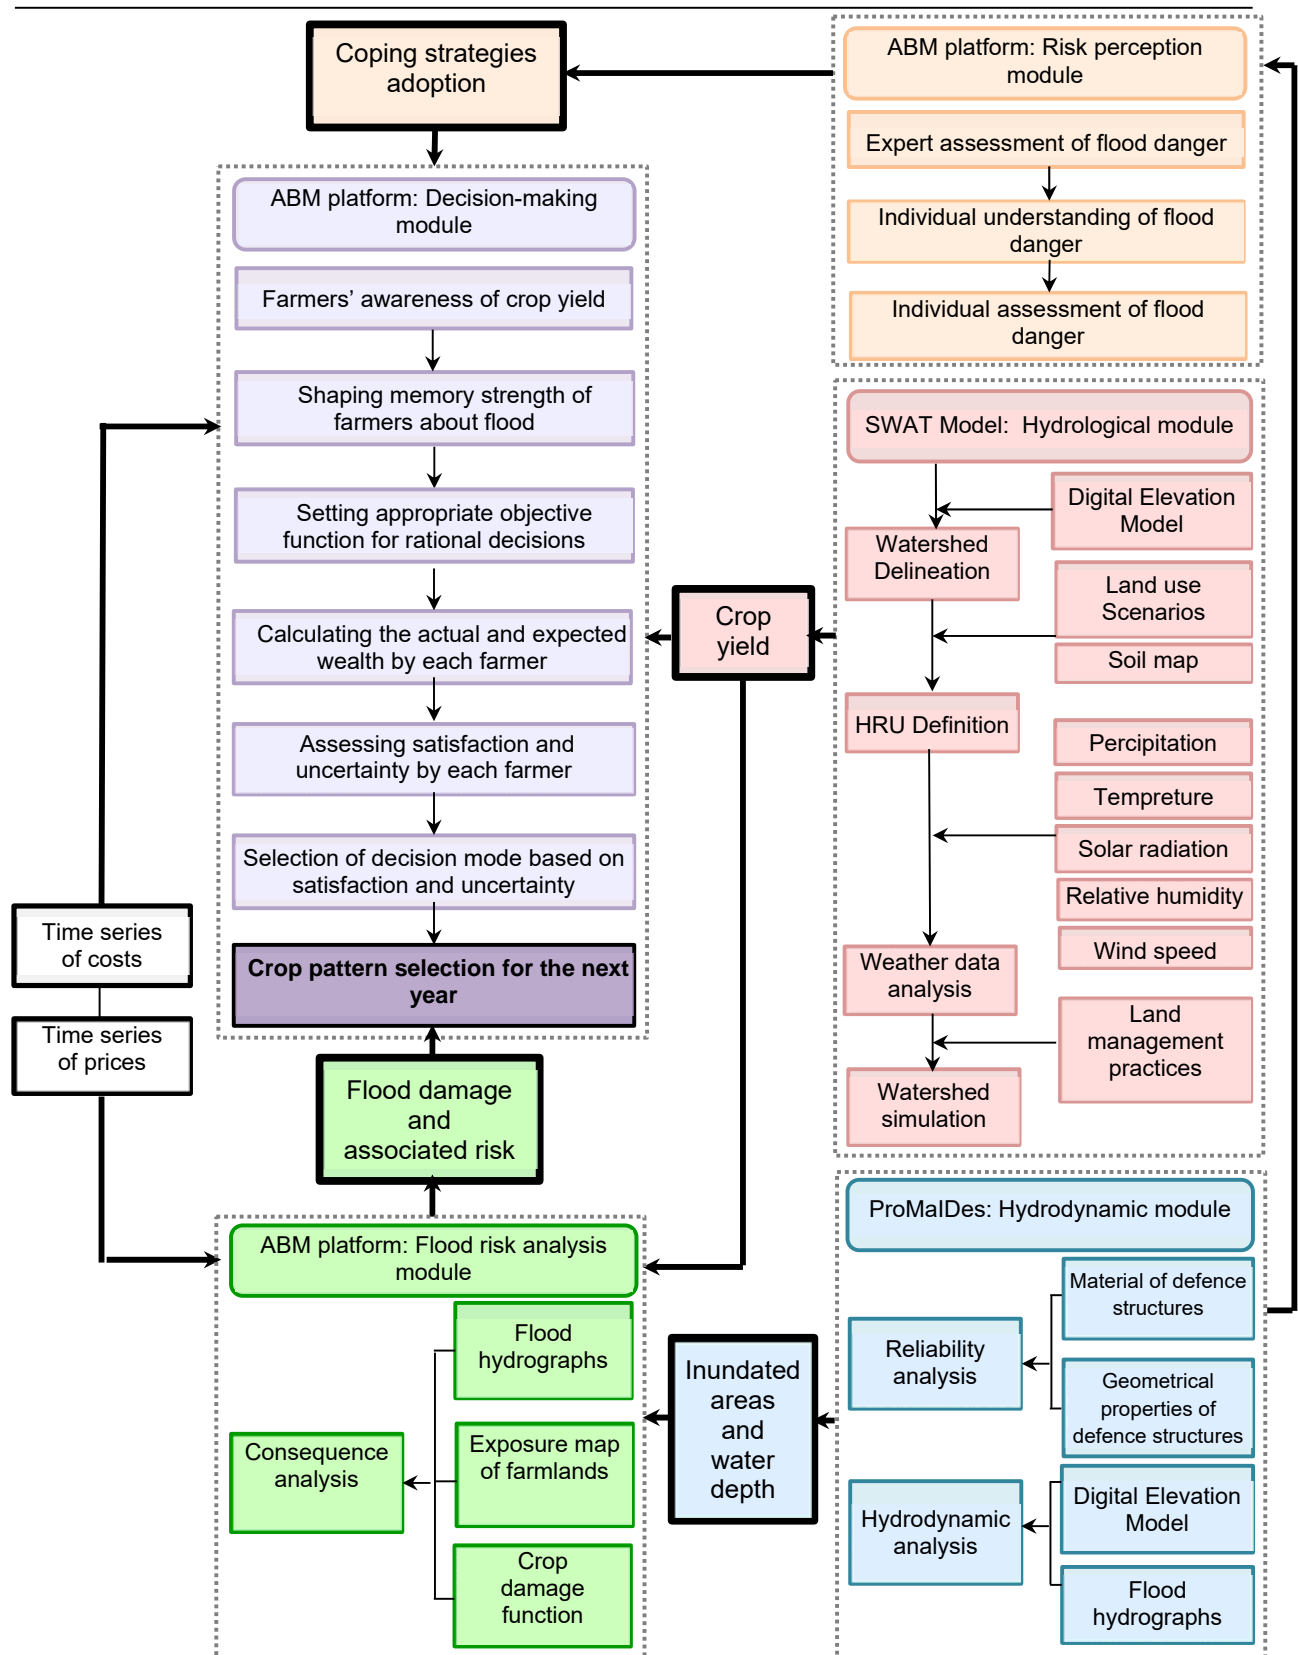 Coping strategies
adoption
ABM platform: Risk perception
module
Expert assessment of flood danger
Individual understanding of flood
danger
Individual assessment of flood
danger
ABM platform: Decision-making
module
Farmers’ awareness of crop yield
Shaping memory strength of
farmers about flood
Setting appropriate objective
function for rational decisions
Calculating the actual and expected
wealth by each farmer
Assessing satisfaction and
uncertainty by each farmer
Selection of decision mode based on
satisfaction and uncertainty
Crop pattern selection for the next
year
Time series
of costs
Time series
of prices
Crop
yield
SWAT Model:  Hydrological module
Digital Elevation
Model
Watershed
Delineation
Land use
Scenarios
Soil map
HRU Definition
Percipitation
Tempreture
Solar radiation
Relative humidity
Wind speed
Weather data
analysis
Land
management
practices
Watershed
simulation
Flood damage
and
associated risk
ABM platform: Flood risk analysis
module
Flood
hydrographs
Consequence
analysis
Exposure map
of farmlands
Crop
damage
function
Inundated
areas
and
water
depth
ProMaIDes: Hydrodynamic module
Material of defence
structures
Reliability
analysis
Geometrical
properties of
defence structures
Hydrodynamic
analysis
Digital Elevation
Model
Flood
hydrographs